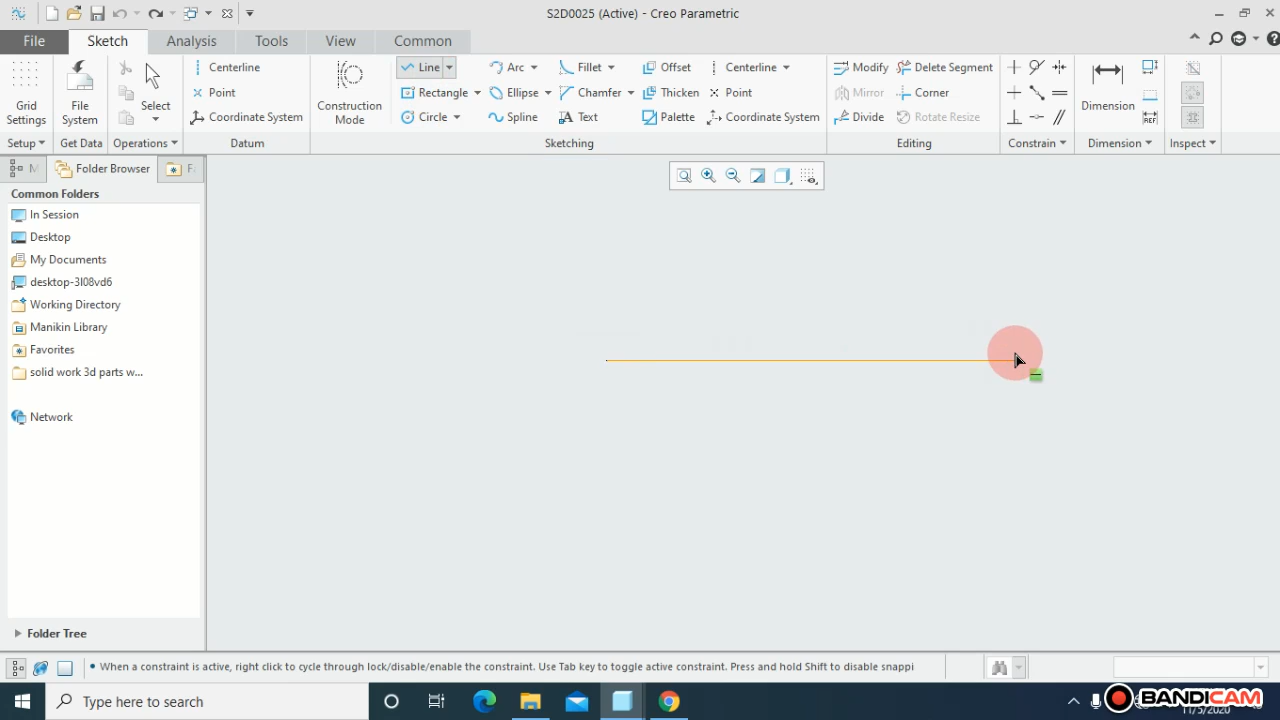 S2D0025 (Active) - Creo Parametric
File
Sketch
Analysis
Tools
View
Common
Grid
Settings
Setup
File
System
Get Data
Select
Operations
Centerline
Point
Coordinate System
Datum
Construction
Mode
Line
Rectangle
Circle
Arc
Ellipse
Spline
Fillet
Chamfer
Text
Offset
Thicken
Palette
Centerline
Point
Coordinate System
Sketching
Modify
Mirror
Divide
Delete Segment
Corner
Rotate Resize
Editing
Constrain
Dimension
REF
Dimension
Inspect
M
Folder Browser
F
Common Folders
In Session
Desktop
My Documents
desktop-3l08vd6
Working Directory
Manikin Library
Favorites
solid work 3d parts w...
Network
Folder Tree
• When a constraint is active, right click to cycle through lock/disable/enable the constraint. Use Tab key to toggle active constraint. Press and hold Shift to disable snappi
Type here to search
BANDICAM
11/5/2020